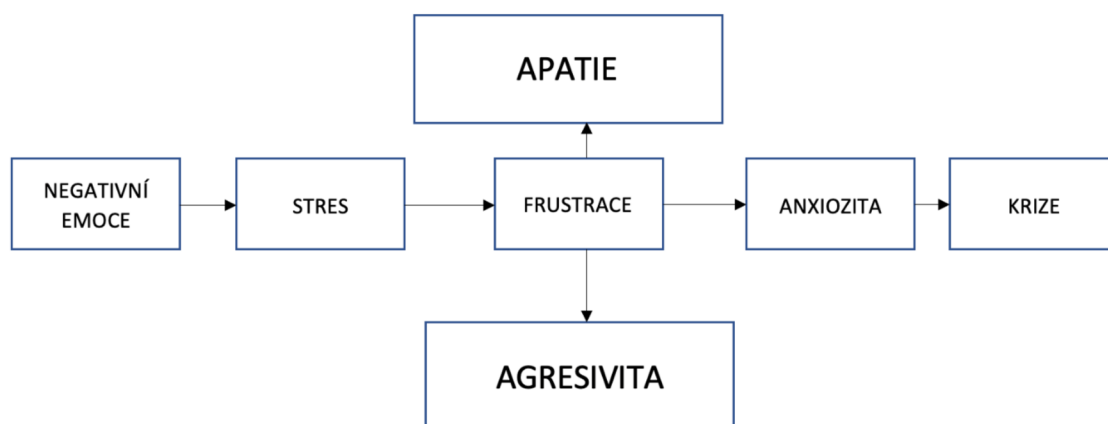 APATIE
NEGATIVNÍ
EMOCE
STRES
FRUSTRACE
ANXIOZITA
KRIZE
AGRESIVITA